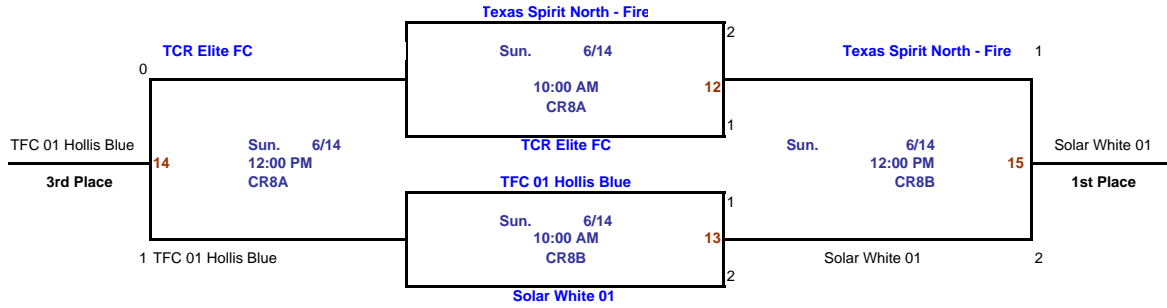 Texas Spirit North - Fire
2
TCR Elite FC
Sun. 6/14
Texas Spirit North - Fire 1
0
10:00 AM
12
CR8A
1
TFC 01 Hollis Blue
Sun. 6/14
TCR Elite FC
Sun. 6/14
Solar White 01
14
12:00 PM
12:00 PM
15
3rd Place
CR8A
TFC 01 Hollis Blue
CR8B
1st Place
1
Sun. 6/14
10:00 AM
13
1 TFC 01 Hollis Blue
CR8B
Solar White 01
2
2
Solar White 01